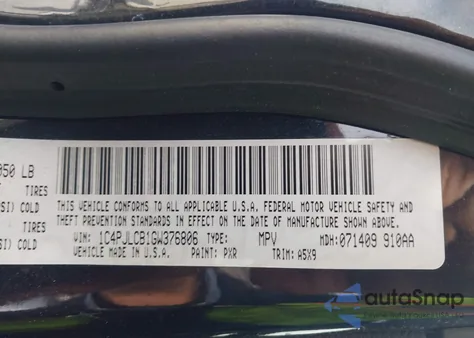 950 LB
TIRES
SI) COLD
TIRES
SI) COLD
THIS VEHICLE CONFORMS TO ALL APPLICABLE U.S.A. FEDERAL MOTOR VEHICLE SAFETY AND
THEFT PREVENTION STANDARDS IN EFFECT ON THE DATE OF MANUFACTURE SHOWN ABOVE.
VIN: 1C4PJLCB1GW376806 TYPE: MPV MDH: 071409 910AA
VEHICLE MADE IN U.S.A. PAINT: PXR TRIM: A5X9
autoSnap